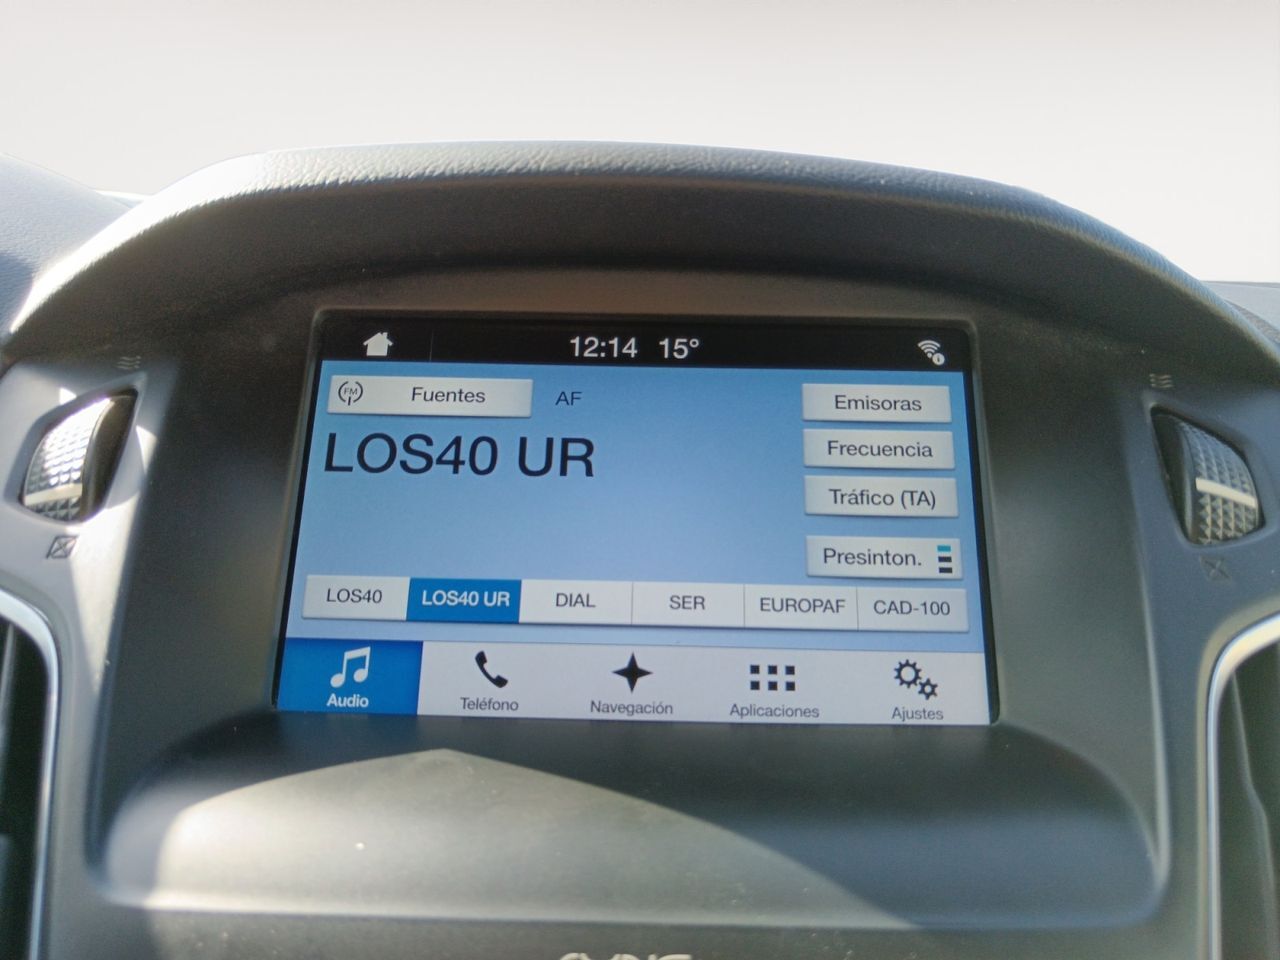 12:14 15°
FM Fuentes AF
Emisoras
LOS40 UR
Frecuencia
Tráfico (TA)
Presinton.
LOS40 LOS40 UR DIAL SER EUROPAF CAD-100
Audio Teléfono Navegación Aplicaciones Ajustes